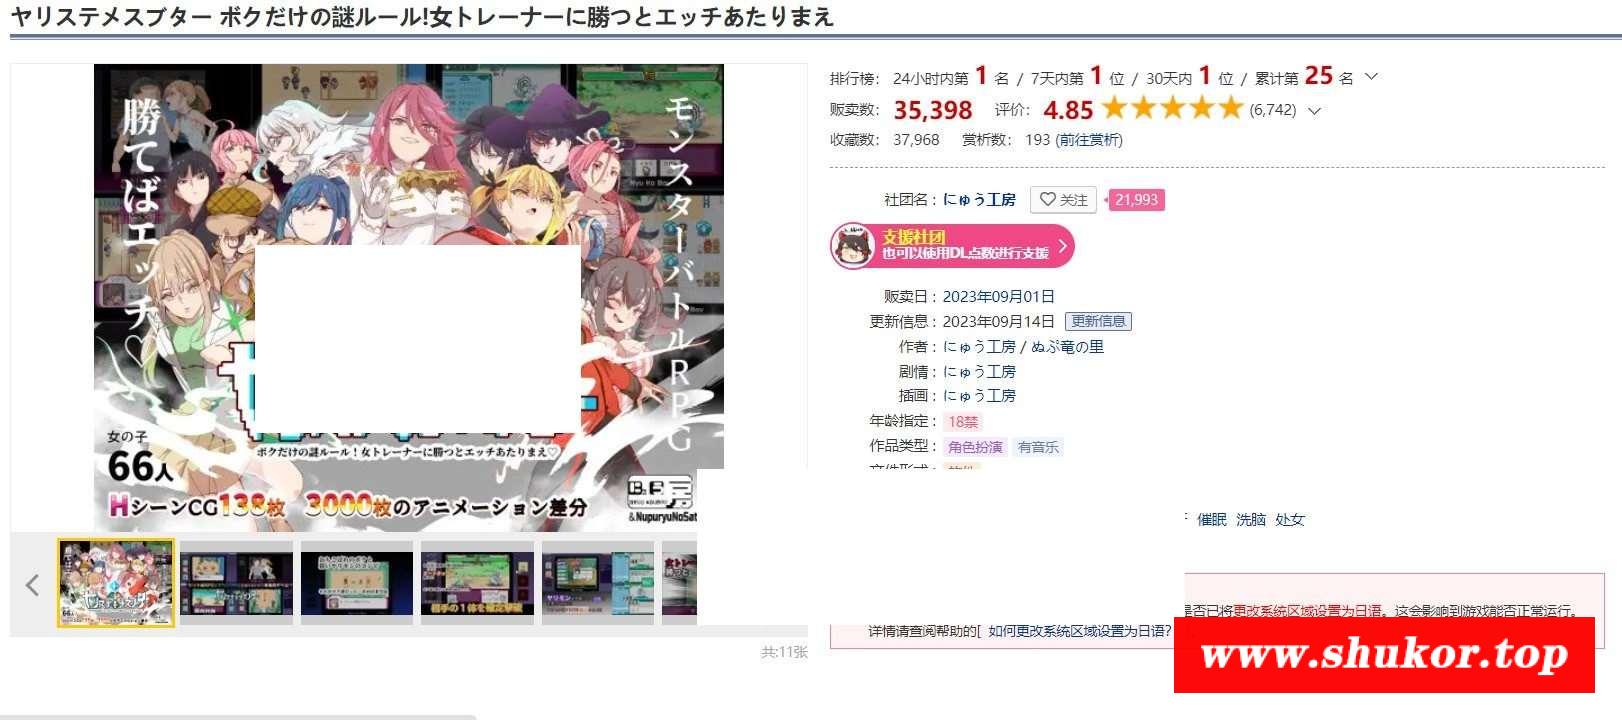 ヤリステメスブター ボクだけの謎ルール!女トレーナーに勝つとエッチあたりまえ
勝てばエッチ♡
モンスターバトルRPG
女の子
66人
ボクだけの謎ルール！女トレーナーに勝つとエッチあたりまえ♡
HシーンCG138枚 3000枚のアニメーション差分
&NupuryuNoSat
相手の1体を確定撃破
ヤリモン
共:11张
排行榜: 24小时内第 1 名 / 7天内第 1 位 / 30天内 1 位 / 累计第 25 名
贩卖数: 35,398 评价: 4.85 (6,742)
收藏数: 37,968 赏析数: 193 (前往赏析)
社团名 : にゅう工房 关注 21,993
支援社团
也可以使用DL点数进行支援
贩卖日 : 2023年09月01日
更新信息 : 2023年09月14日 更新信息
作者 : にゅう工房 / ぬぷ竜の里
剧情 : にゅう工房
插画 : にゅう工房
年龄指定 : 18禁
作品类型 : 角色扮演 有音乐
催眠 洗脑 处女
是否已将更改系统区域设置为日语。这会影响到游戏能否正常运行。
详情请查阅帮助的[ 如何更改系统区域设置为日语?
www.shukor.top